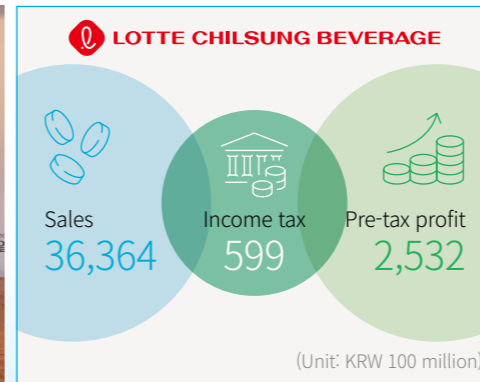 LOTTE CHILSUNG BEVERAGE
Sales
36,364
Income tax
599
Pre-tax profit
2,532
(Unit: KRW 100 million)